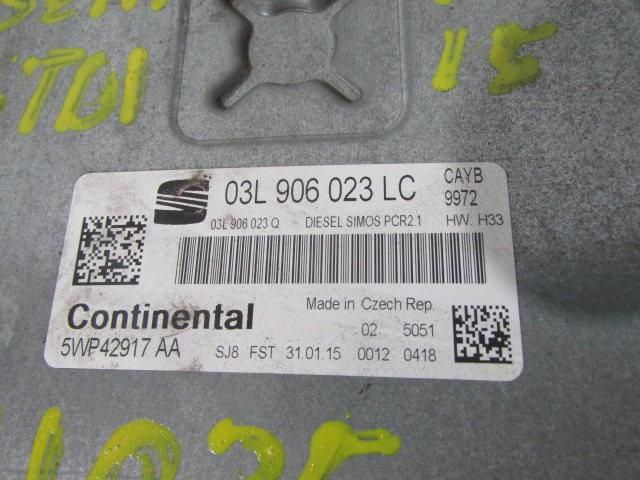 TDI
15
03L 906 023 LC CAYB
9972
03L 906 023 Q DIESEL SIMOS PCR2.1 HW: H33
Continental Made in Czech Rep.
02 5051
5WP42917 AA SJ8 FST 31.01.15 0012 0418